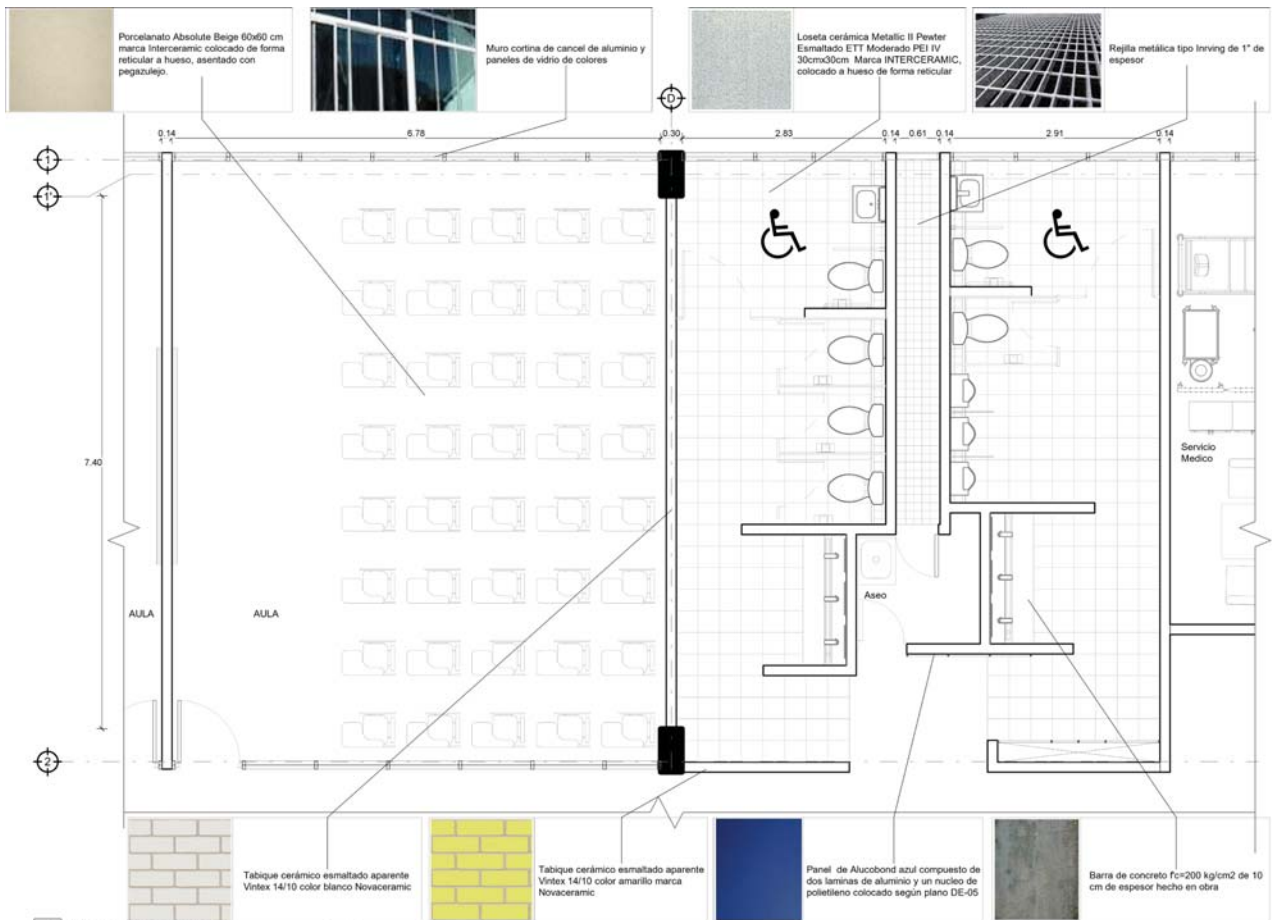 Porcelanato Absolute Beige 60x60 cm
marca Interceramic colocado de forma
reticular a hueso, asentado con
pegazulejo.
Muro cortina de cancel de aluminio y
paneles de vidrio de colores
Loseta cerámica Metallic II Pewter
Esmaltado ETT Moderado PEI IV
30cmx30cm Marca INTERCERAMIC,
colocado a hueso de forma reticular
Rejilla metálica tipo Inrving de 1" de
espesor
D
0.14 6.78 0.30 2.83 0.14 0.61 0.14 2.91 0.14
1
1'
7.40
Servicio
Medico
Aseo
AULA AULA
2
Tabique cerámico esmaltado aparente
Vintex 14/10 color blanco Novaceramic
Tabique cerámico esmaltado aparente
Vintex 14/10 color amarillo marca
Novaceramic
Panel de Alucobond azul compuesto de
dos laminas de aluminio y un nucleo de
polietileno colocado según plano DE-05
Barra de concreto f'c=200 kg/cm2 de 10
cm de espesor hecho en obra